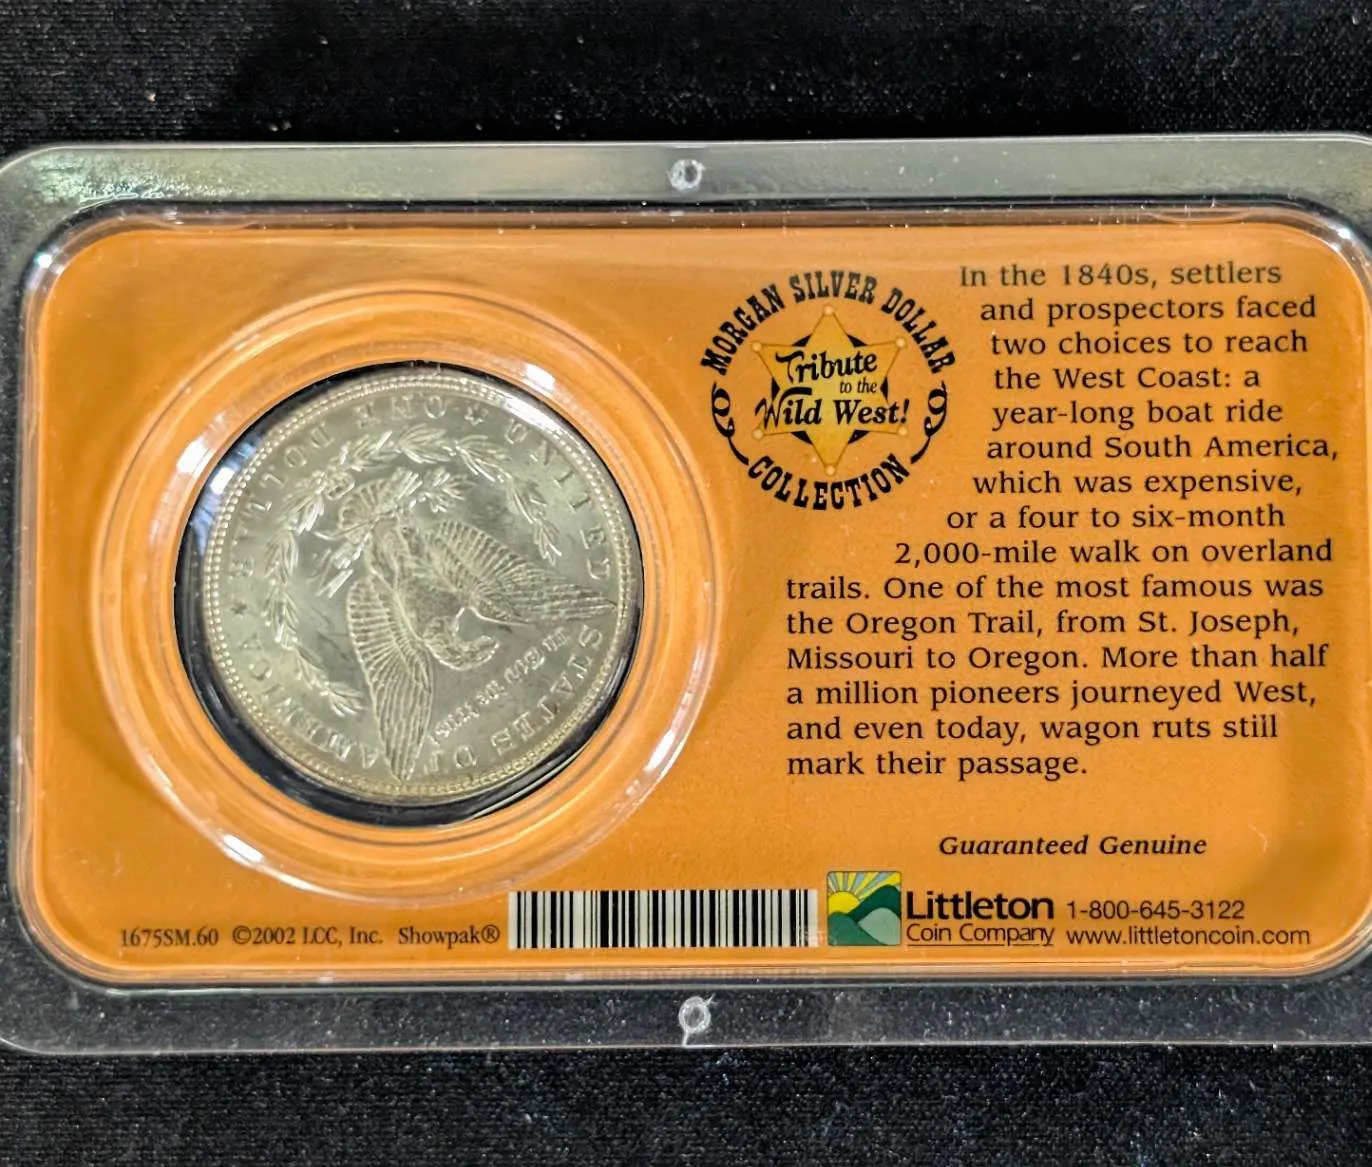 UNITED STATES OF AMERICA
ONE DOLLAR
In God we trust
MORGAN SILVER DOLLAR
Tribute
to the
Wild West!
COLLECTION
In the 1840s, settlers
and prospectors faced
two choices to reach
the West Coast: a
year-long boat ride
around South America,
which was expensive,
or a four to six-month
2,000-mile walk on overland
trails. One of the most famous was
the Oregon Trail, from St. Joseph,
Missouri to Oregon. More than half
a million pioneers journeyed West,
and even today, wagon ruts still
mark their passage.
Guaranteed Genuine
1675SM.60 ©2002 LCC, Inc. Showpak®
Littleton
Coin Company
1-800-645-3122
www.littletoncoin.com